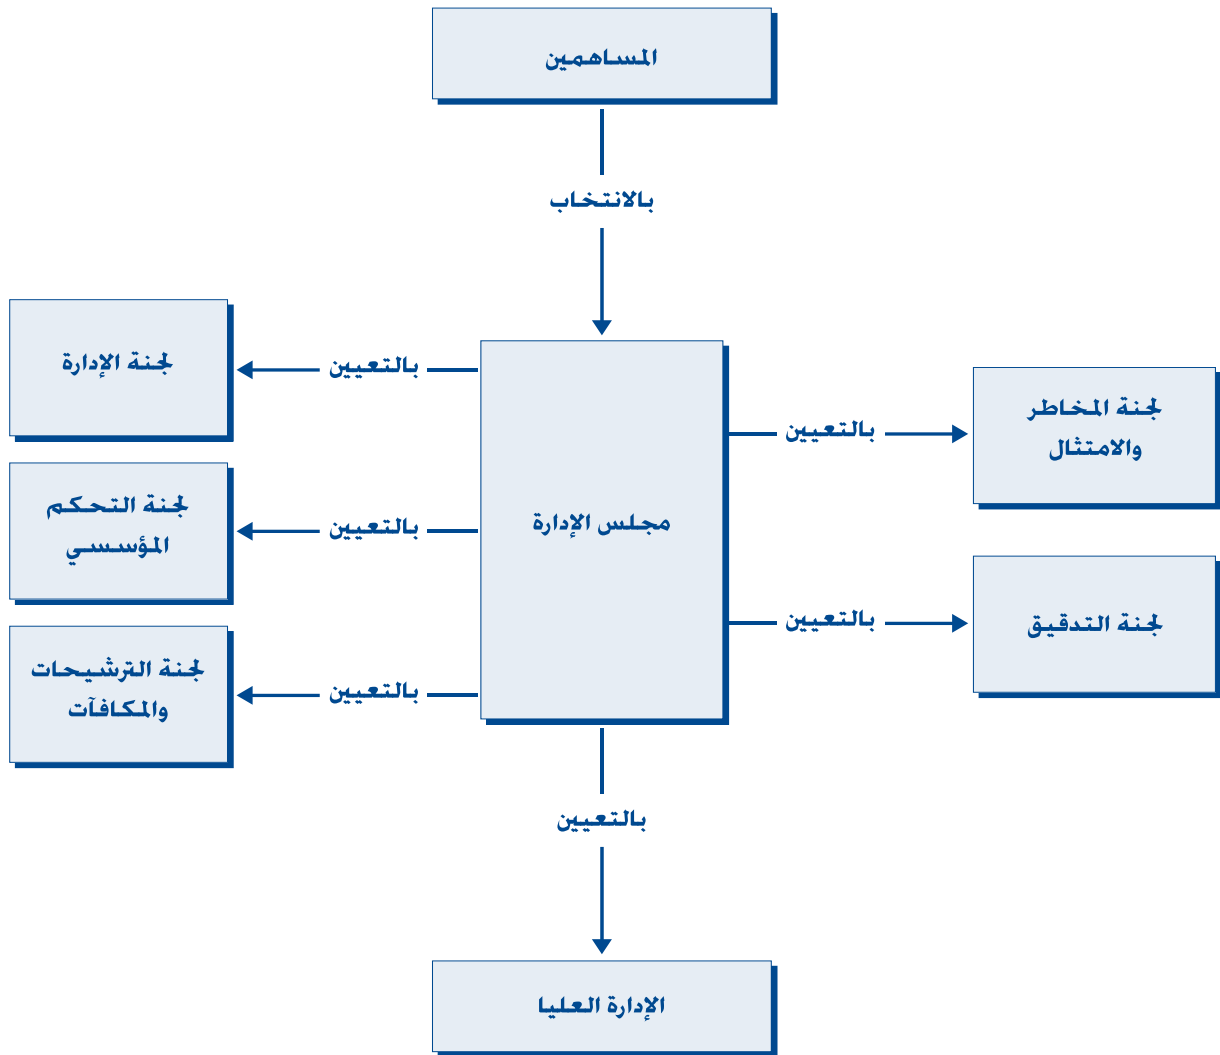 المساهمين
بالانتخاب
مجلس الإدارة
بالتعيين
لجنة المخاطر
والامتثال
بالتعيين
لجنة التدقيق
بالتعيين
لجنة الإدارة
بالتعيين
لجنة التحكم
المؤسسي
بالتعيين
لجنة الترشيحات
والمكافآت
بالتعيين
الإدارة العليا